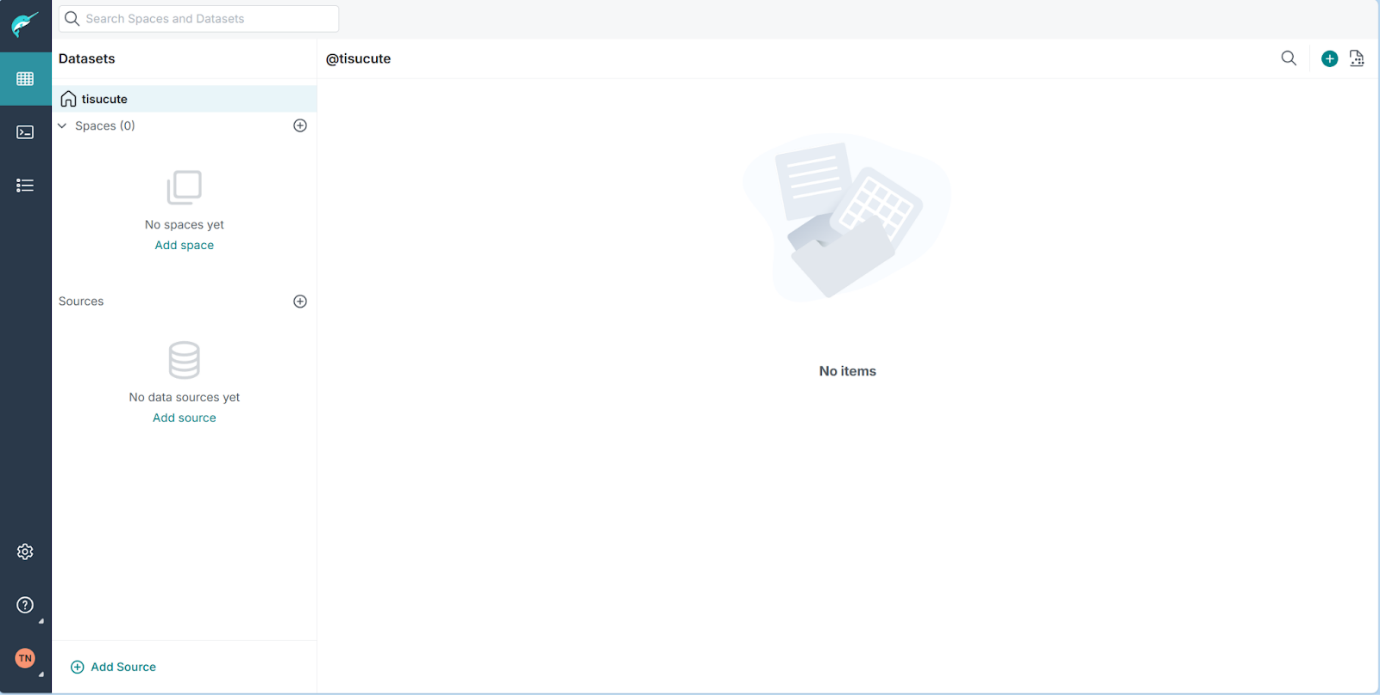 Search Spaces and Datasets
Datasets
@tisucute
tisucute
Spaces (0)
No spaces yet
Add space
Sources
No data sources yet
Add source
No items
TN
Add Source